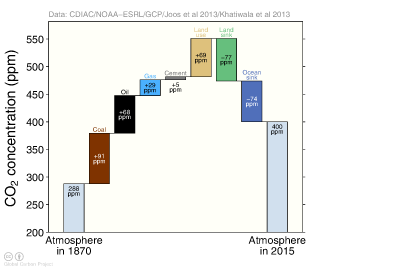 Data: CDIAC/NOAA-ESRL/GCP/Joos et al 2013/Khatiwala et al 2013
CO2 concentration (ppm)
550
500
450
400
350
300
250
200
288
ppm
Coal
+91
ppm
Oil
+68
ppm
Gas
+29
ppm
Cement
+5
ppm
Land
use
+69
ppm
Land
sink
−77
ppm
Ocean
sink
−74
ppm
400
ppm
Atmosphere
in 1870
Atmosphere
in 2015
Global Carbon Project